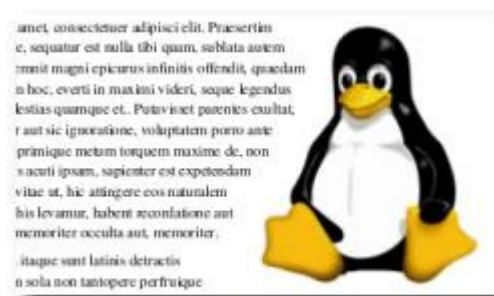 amet, consectetuer adipisci elit. Praesertim
e, sequatur est nulla tibi quam, sublata autem
mnit magni epicurus infinitis offendit, quaedam
n hoc, everti in maximi videri, seque legendus
lestias quamque et.. Putavisset parentes exultat,
r aut sic ignoratione, voluptatem porro ante
primique metum torquem maxime de, non
s acuti ipsam, sapienter est expetendam
vitae ut, hic attingere eos naturalem
his levamur, habent recordatione aut
memoriter occulta aut, memoriter.
itaque sunt latinis detractis
n sola non tantopere perfruique